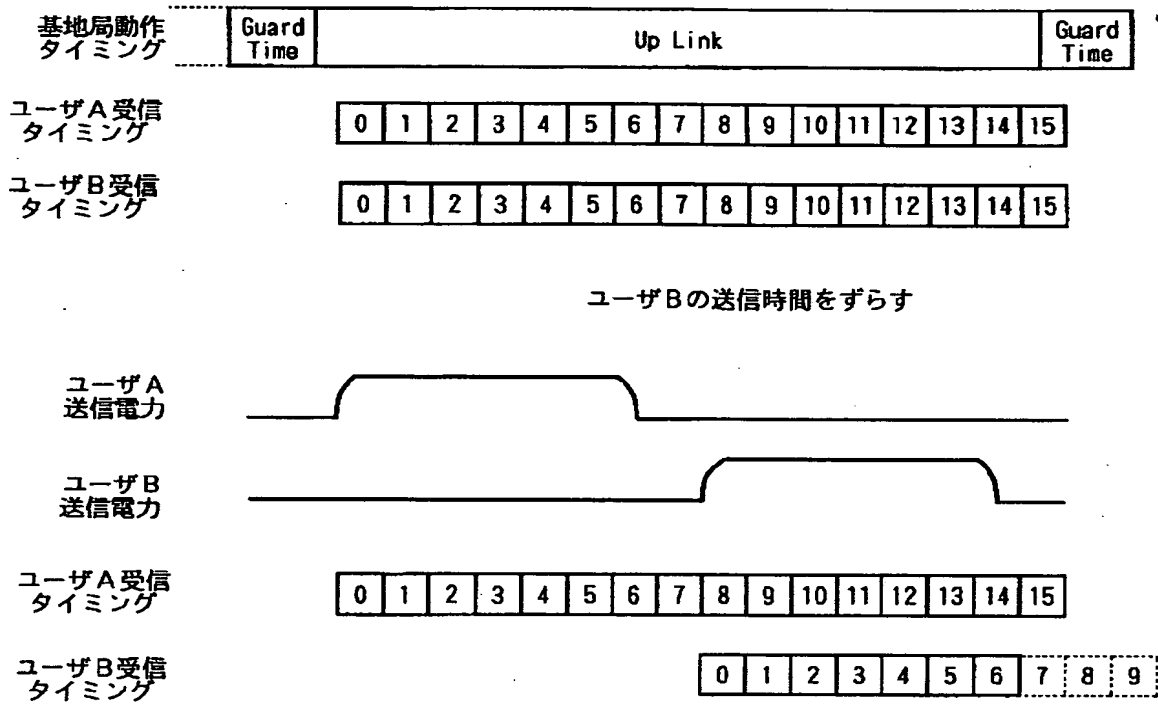 基地局動作
タイミング
Guard
Time
Up Link
Guard
Time
ユーザA受信
タイミング
0 1 2 3 4 5 6 7 8 9 10 11 12 13 14 15
ユーザB受信
タイミング
0 1 2 3 4 5 6 7 8 9 10 11 12 13 14 15
ユーザBの送信時間をずらす
ユーザA
送信電力
ユーザB
送信電力
ユーザA受信
タイミング
0 1 2 3 4 5 6 7 8 9 10 11 12 13 14 15
ユーザB受信
タイミング
0 1 2 3 4 5 6 7 8 9